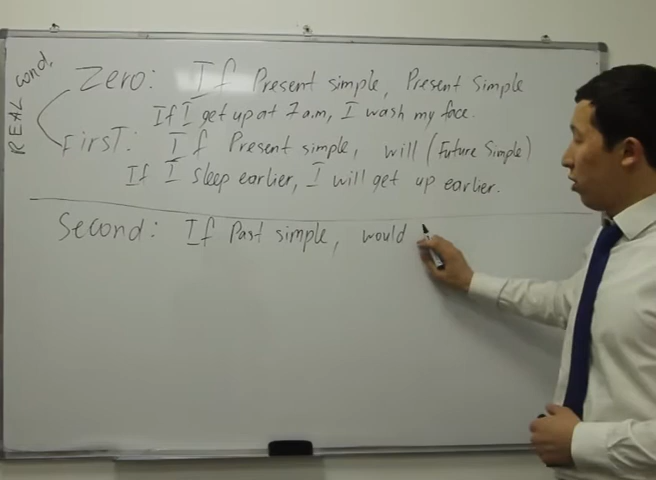 REAL cond.
Zero: If Present simple, Present Simple
If I get up at 7 a.m, I wash my face.
First: If Present simple, will (Future Simple)
If I sleep earlier, I will get up earlier.
Second: If Past simple, would